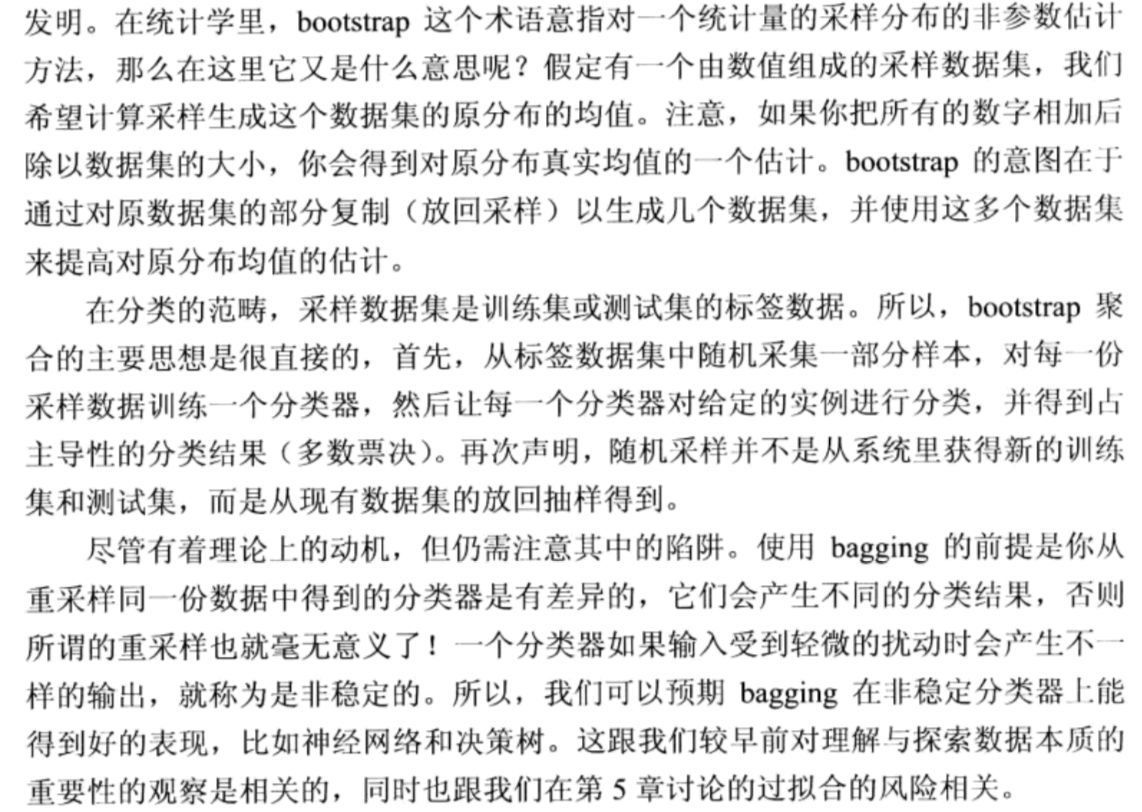 发明。在统计学里，bootstrap 这个术语意指对一个统计量的采样分布的非参数估计
方法，那么在这里它又是什么意思呢？假定有一个由数值组成的采样数据集，我们
希望计算采样生成这个数据集的原分布的均值。注意，如果你把所有的数字相加后
除以数据集的大小，你会得到对原分布真实均值的一个估计。bootstrap 的意图在于
通过对原数据集的部分复制（放回采样）以生成几个数据集，并使用这多个数据集
来提高对原分布均值的估计。
在分类的范畴，采样数据集是训练集或测试集的标签数据。所以，bootstrap 聚
合的主要思想是很直接的，首先，从标签数据集中随机采集一部分样本，对每一份
采样数据训练一个分类器，然后让每一个分类器对给定的实例进行分类，并得到占
主导性的分类结果（多数票决）。再次声明，随机采样并不是从系统里获得新的训练
集和测试集，而是从现有数据集的放回抽样得到。
尽管有着理论上的动机，但仍需注意其中的陷阱。使用 bagging 的前提是你从
重采样同一份数据中得到的分类器是有差异的，它们会产生不同的分类结果，否则
所谓的重采样也就毫无意义了！一个分类器如果输入受到轻微的扰动时会产生不一
样的输出，就称为是非稳定的。所以，我们可以预期 bagging 在非稳定分类器上能
得到好的表现，比如神经网络和决策树。这跟我们较早前对理解与探索数据本质的
重要性的观察是相关的，同时也跟我们在第 5 章讨论的过拟合的风险相关。